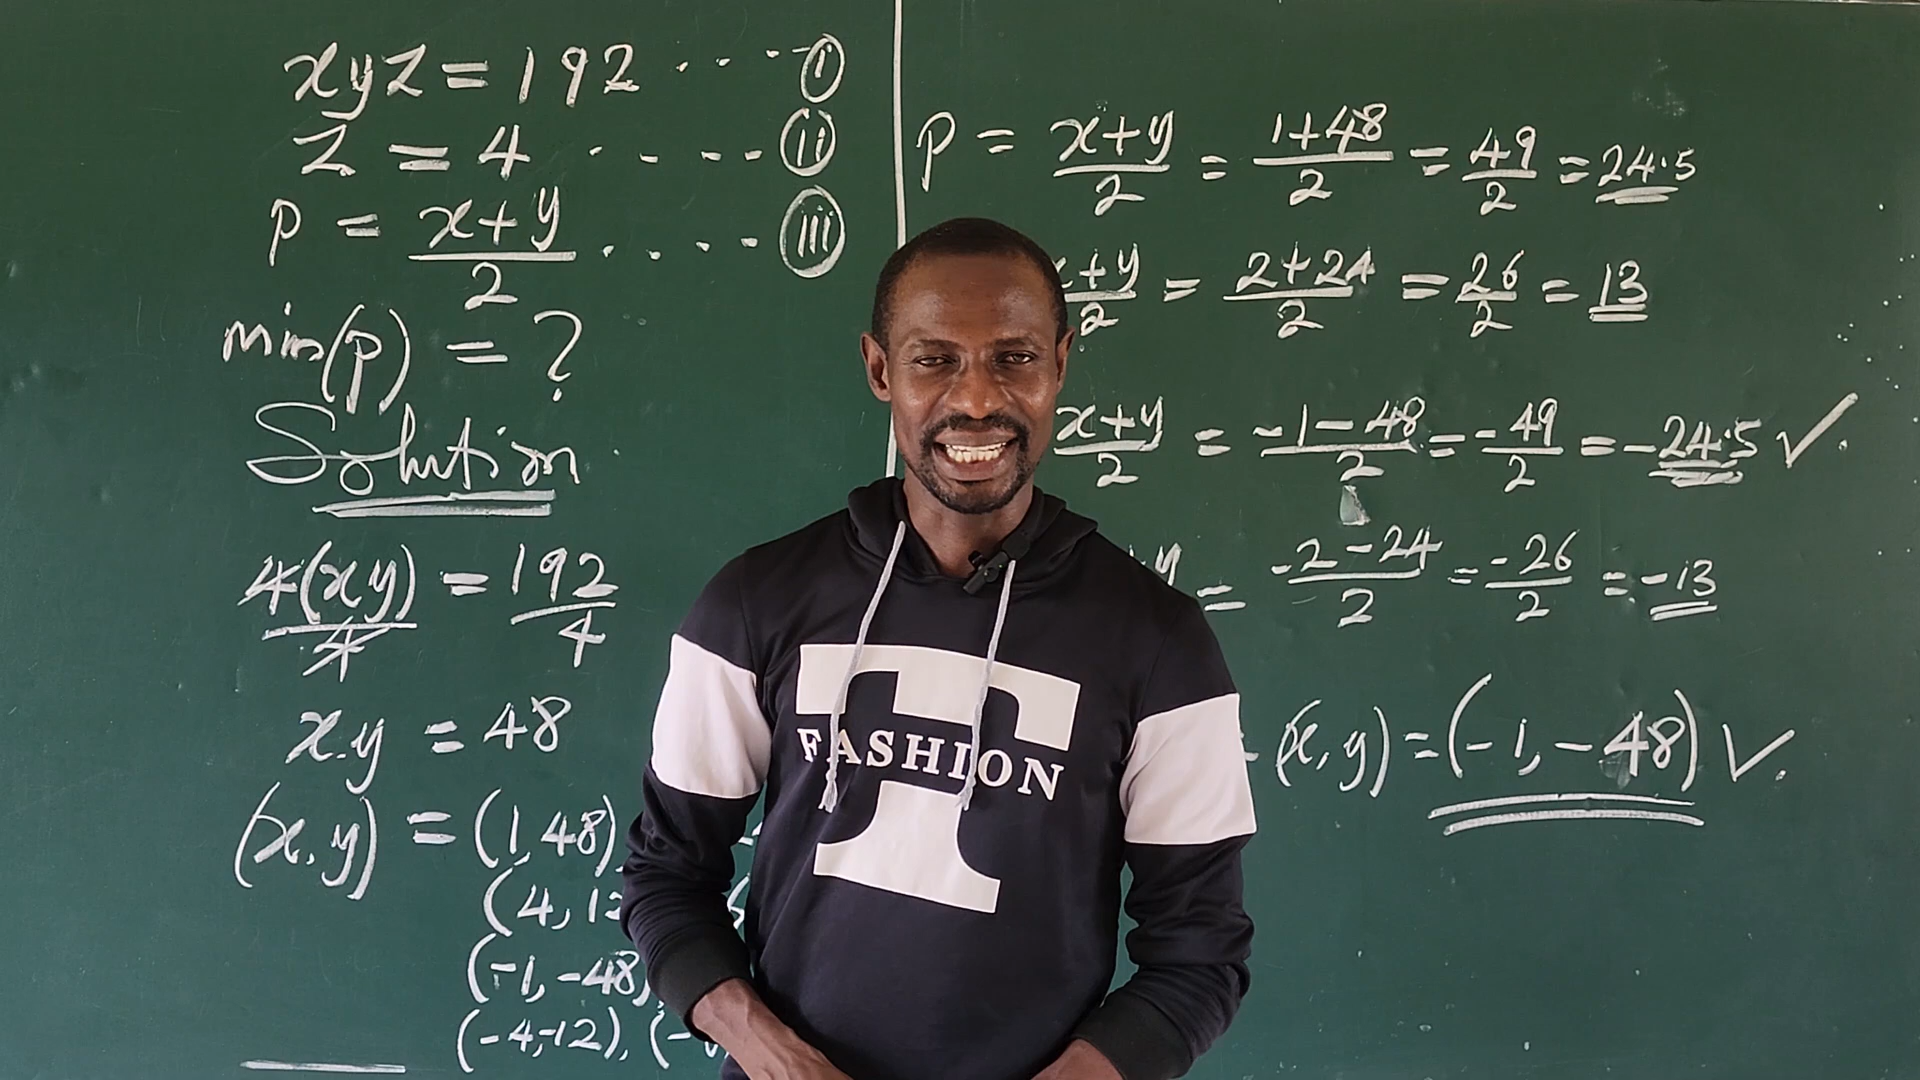 xyz = 192 ... (i)
z = 4 .... (ii)
p = (x+y)/2 .... (iii)
min(p) = ?
Solution
4(xy)/4 = 192/4
x.y = 48
(x,y) = (1,48)
(4,12
(-1,-48)
(-4,-12), (-
p = (x+y)/2 = (1+48)/2 = 49/2 = 24.5
x+y/2 = (2+24)/2 = 26/2 = 13
(x+y)/2 = (-1-48)/2 = -49/2 = -24.5 ✓
y = (-2-24)/2 = -26/2 = -13
(x,y) = (-1,-48) ✓
T
FASHION